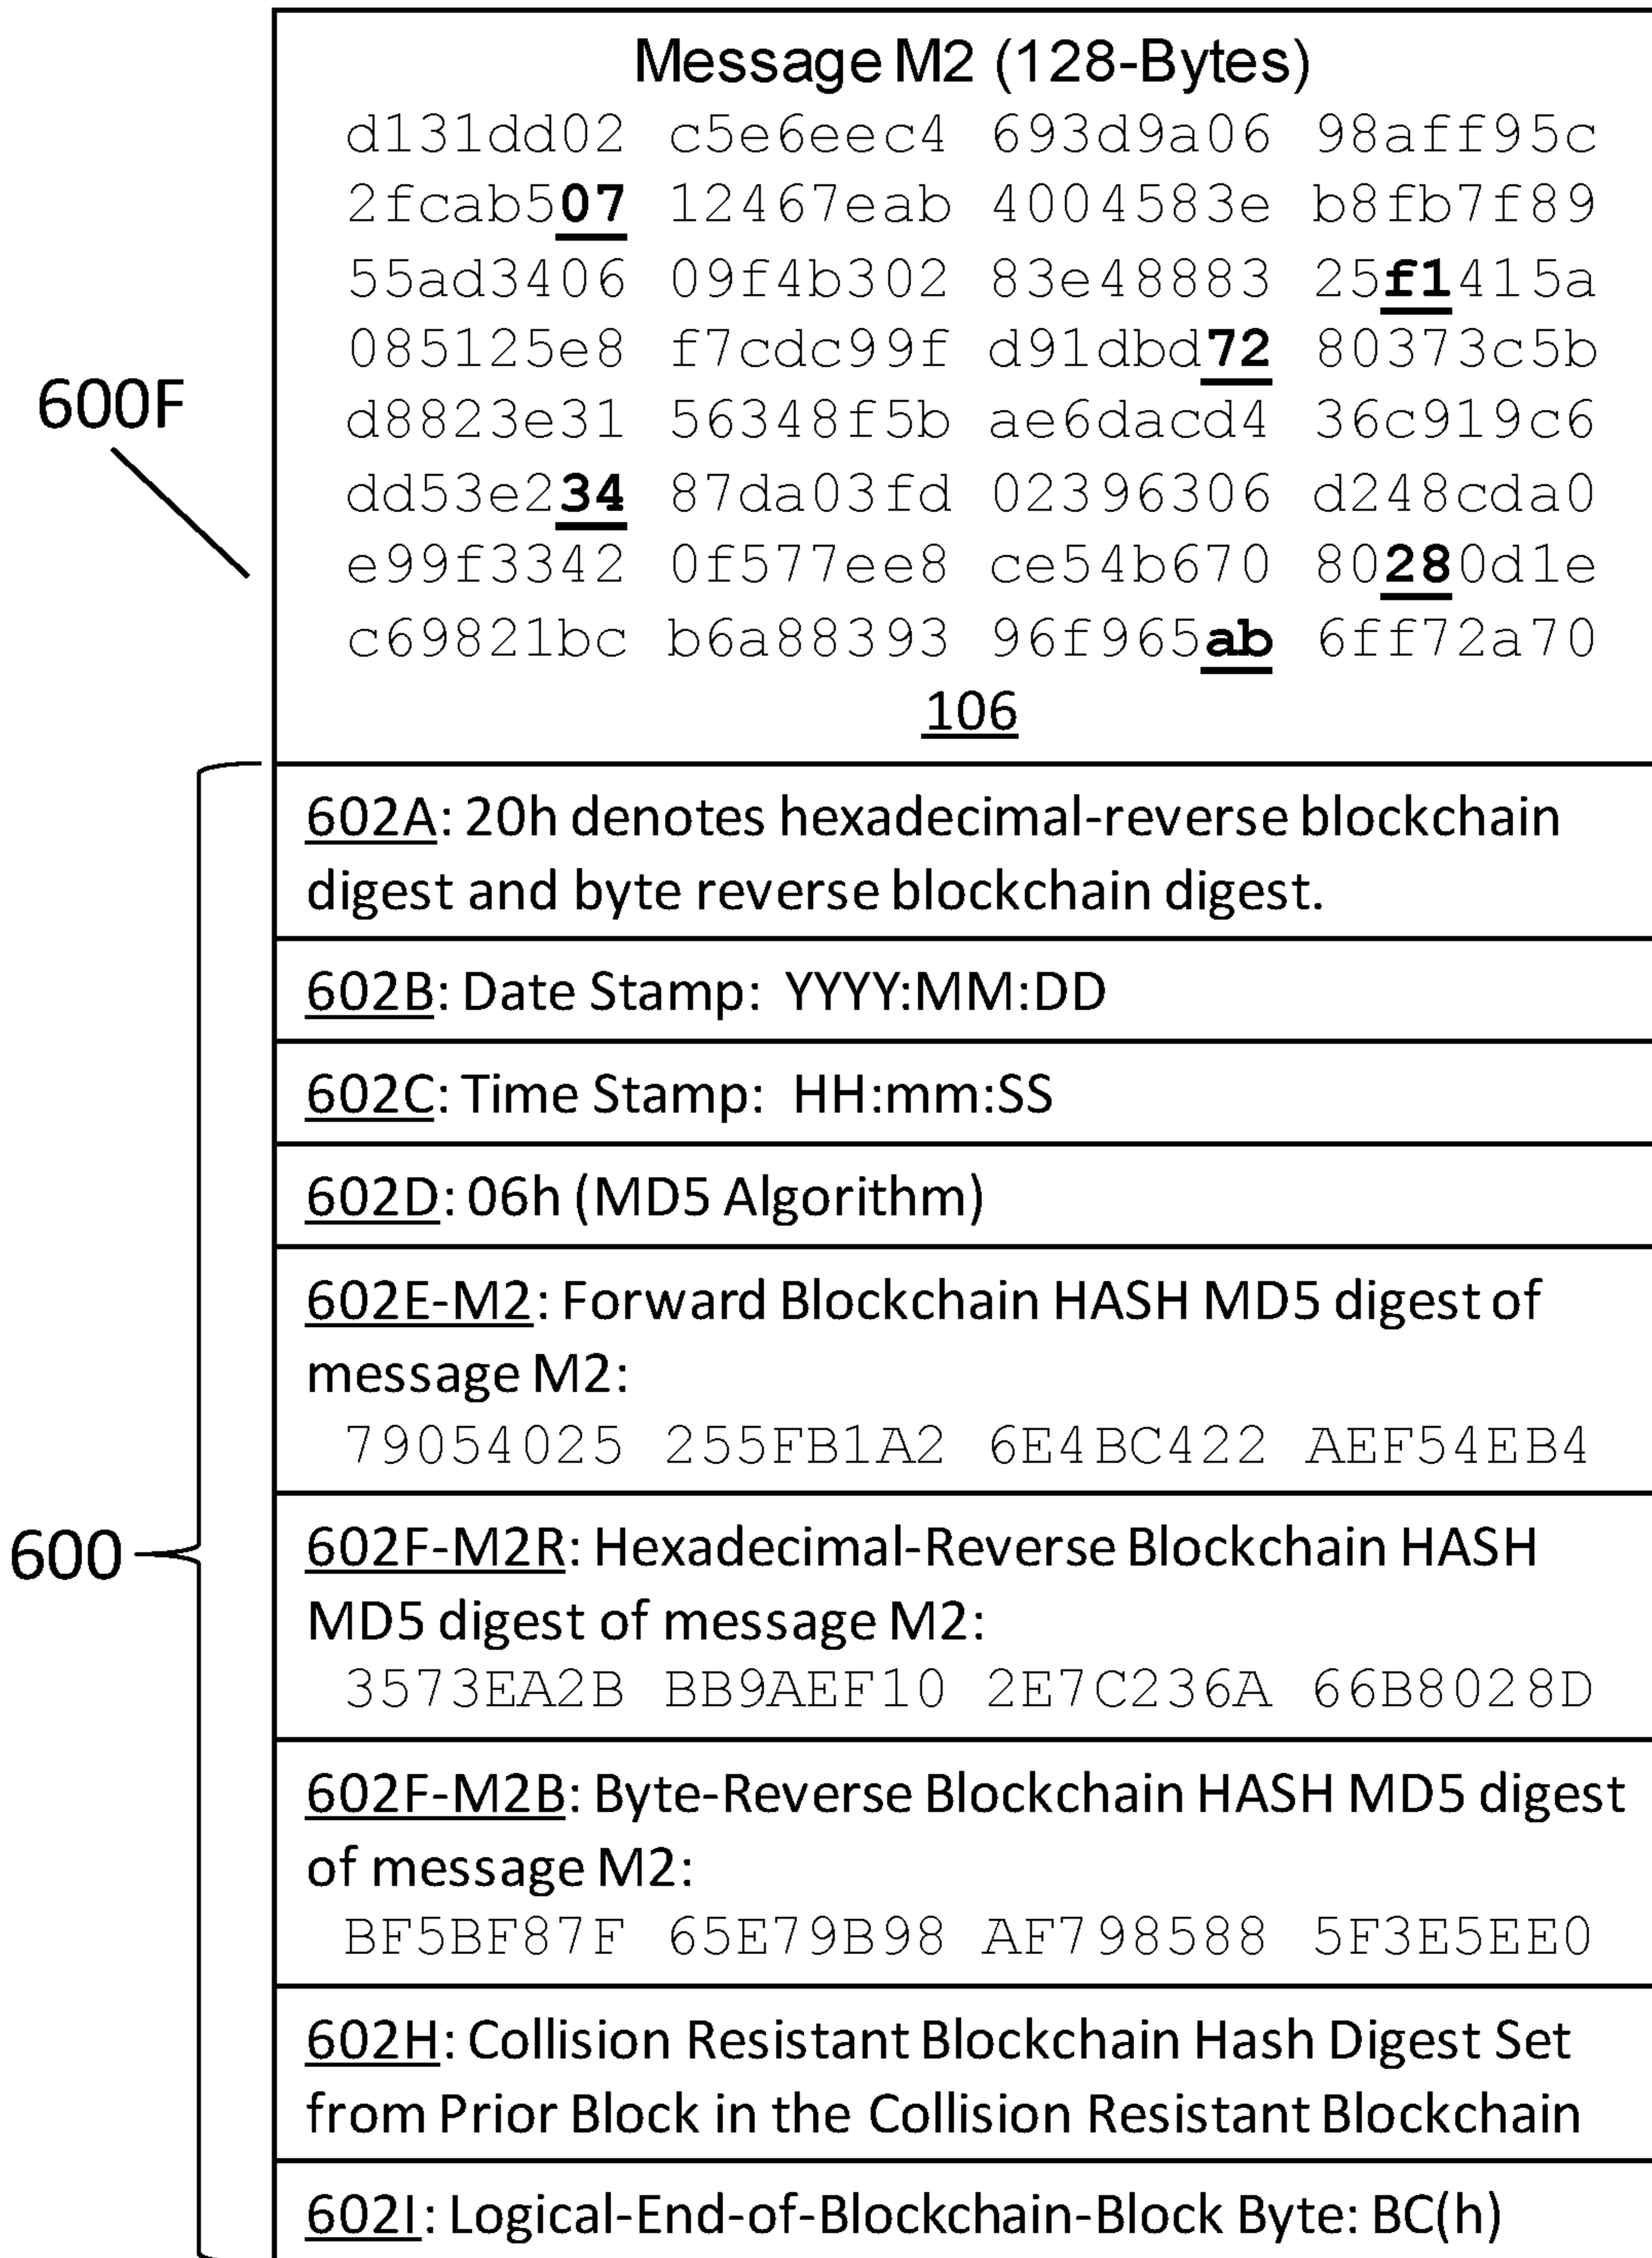 Message M2 (128-Bytes)
d131dd02 c5e6eec4 693d9a06 98aff95c
2fcab507 12467eab 4004583e b8fb7f89
55ad3406 09f4b302 83e48883 25f1415a
085125e8 f7cdc99f d91dbd72 80373c5b
600F
d8823e31 56348f5b ae6dacd4 36c919c6
dd53e234 87da03fd 02396306 d248cda0
e99f3342 0f577ee8 ce54b670 80280d1e
c69821bc b6a88393 96f965ab 6ff72a70
106
602A: 20h denotes hexadecimal-reverse blockchain
digest and byte reverse blockchain digest.
602B: Date Stamp: YYYY:MM:DD
602C: Time Stamp: HH:mm:SS
602D: 06h (MD5 Algorithm)
602E-M2: Forward Blockchain HASH MD5 digest of
message M2:
79054025 255FB1A2 6E4BC422 AEF54EB4
600
602F-M2R: Hexadecimal-Reverse Blockchain HASH
MD5 digest of message M2:
3573EA2B BB9AEF10 2E7C236A 66B8028D
602F-M2B: Byte-Reverse Blockchain HASH MD5 digest
of message M2:
BF5BF87F 65E79B98 AF798588 5F3E5EE0
602H: Collision Resistant Blockchain Hash Digest Set
from Prior Block in the Collision Resistant Blockchain
602I: Logical-End-of-Blockchain-Block Byte: BC(h)